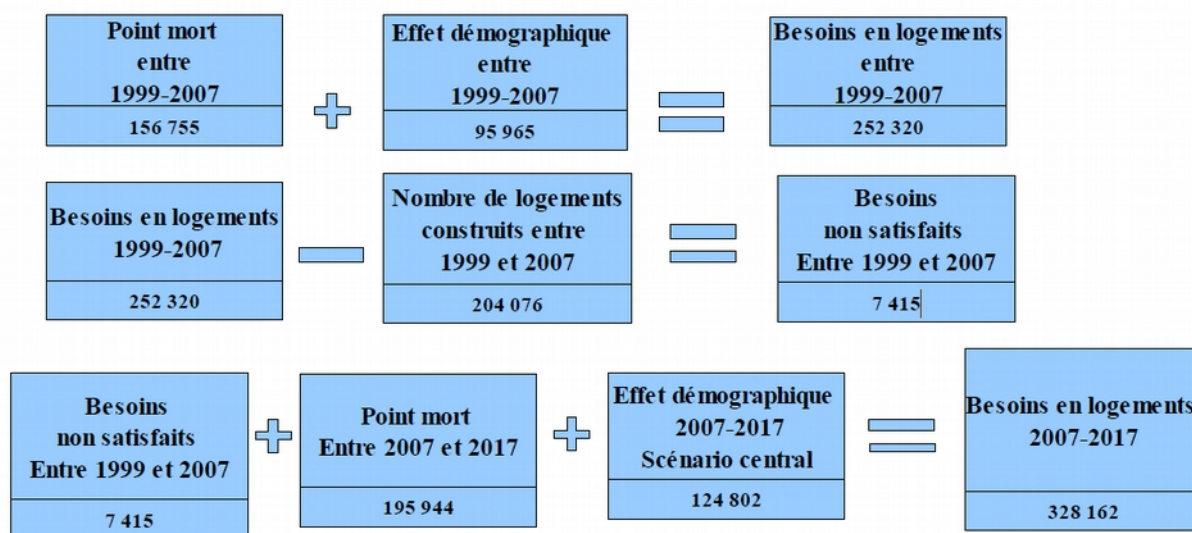 Point mort
entre
1999-2007
156 755
Effet démographique
entre
1999-2007
95 965
Besoins en logements
entre
1999-2007
252 320
Besoins en logements
1999-2007
252 320
Nombre de logements
construits entre
1999 et 2007
204 076
Besoins
non satisfaits
Entre 1999 et 2007
7 415
Besoins
non satisfaits
Entre 1999 et 2007
7 415
Point mort
Entre 2007 et 2017
195 944
Effet démographique
2007-2017
Scénario central
124 802
Besoins en logements
2007-2017
328 162